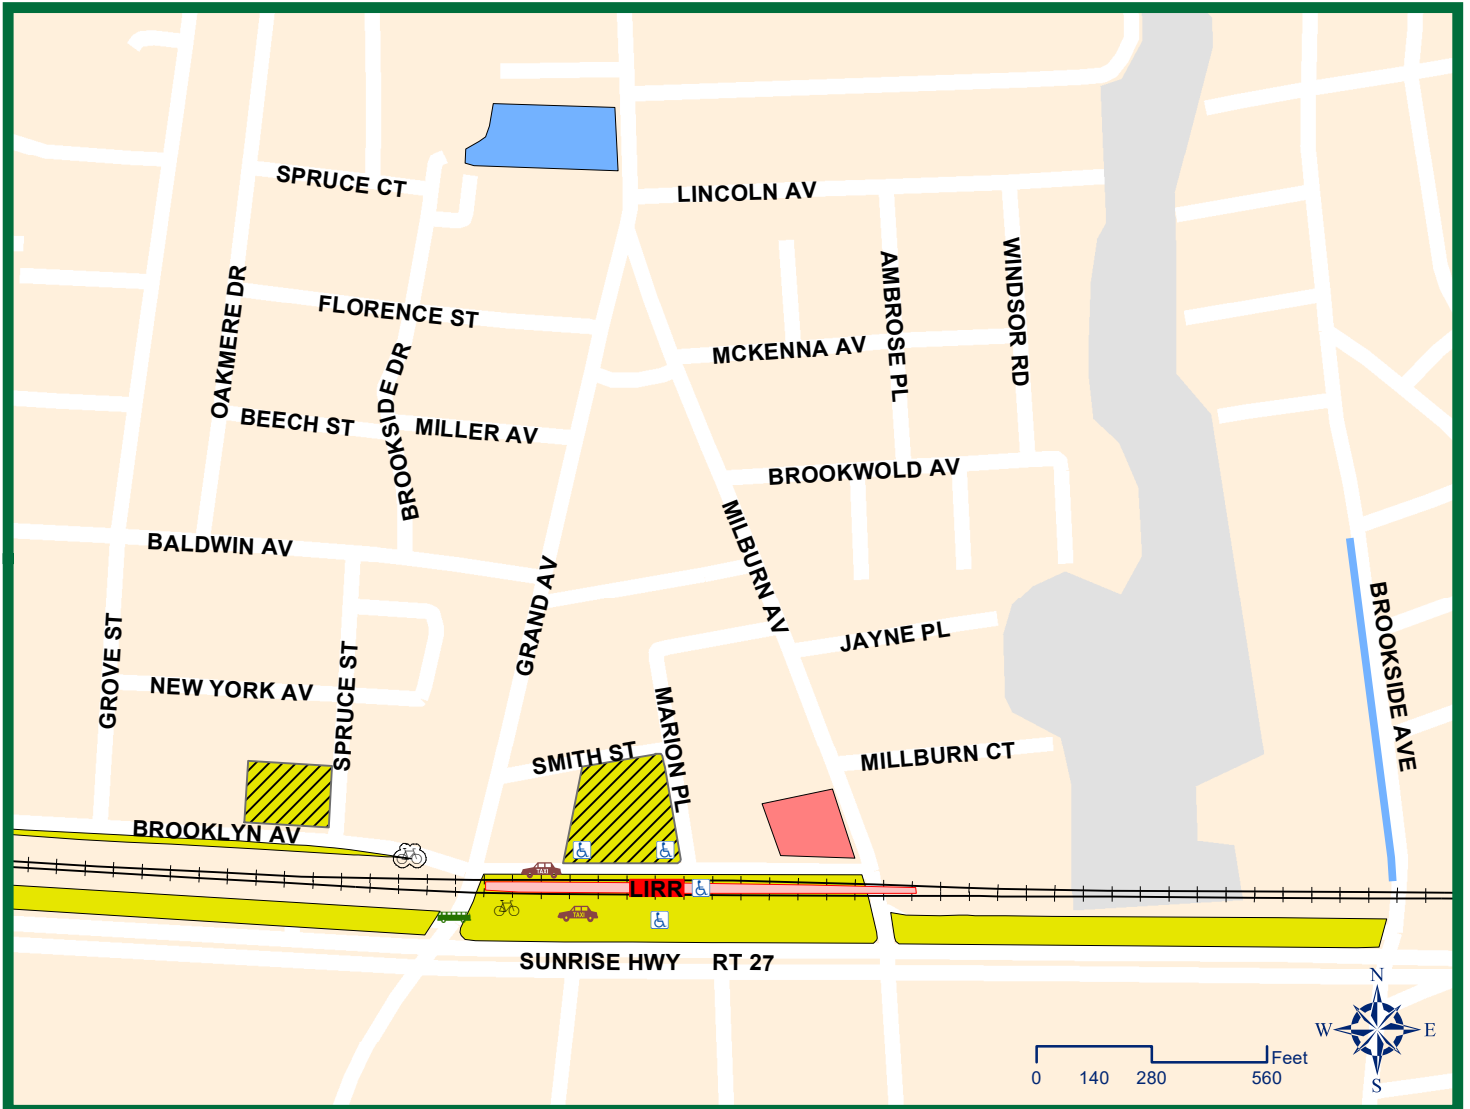 SPRUCE CT
LINCOLN AV
OAKMERE DR
FLORENCE ST
BROOKSIDE DR
MCKENNA AV
AMBROSE PL
WINDSOR RD
BEECH ST
MILLER AV
BROOKWOLD AV
BALDWIN AV
GRAND AV
MILBURN AV
JAYNE PL
BROOKSIDE AVE
GROVE ST
NEW YORK AV
SPRUCE ST
MARION PL
SMITH ST
MILLBURN CT
BROOKLYN AV
TAXI
LIRR
TAXI
SUNRISE HWY RT 27
N
W E
S
Feet
0 140 280 560